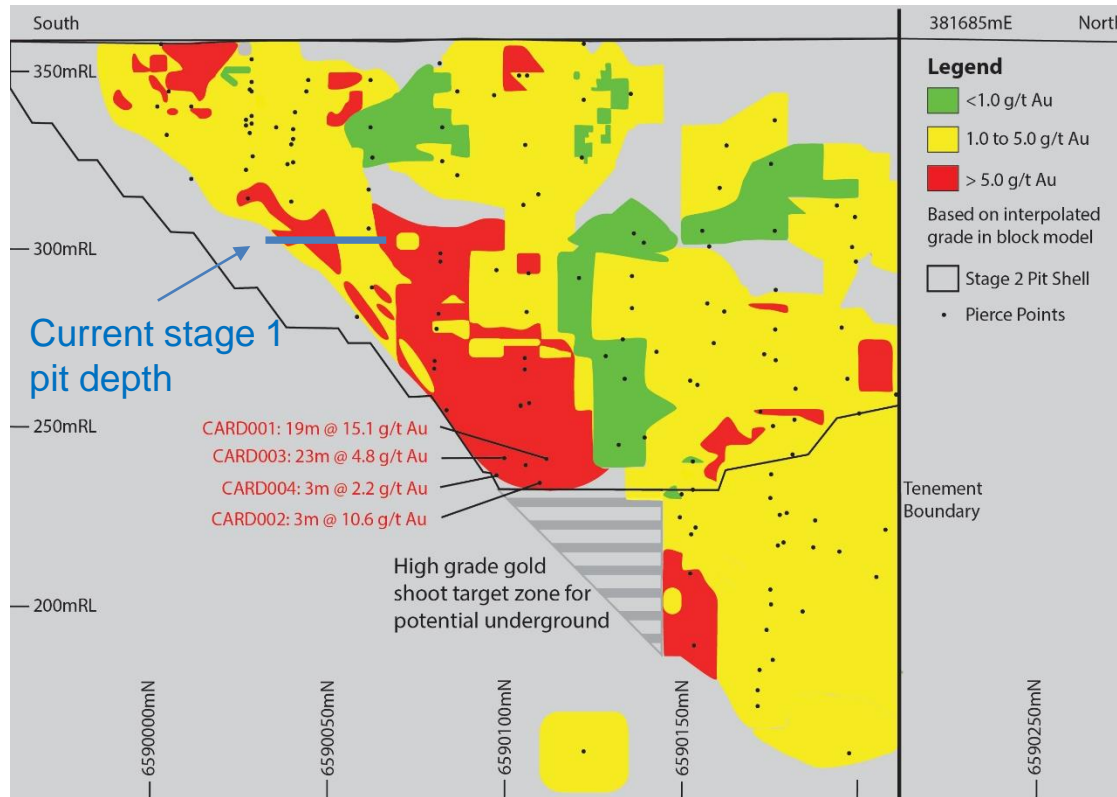 South
381685mE
North
350mRL
300mRL
250mRL
200mRL
Legend
<1.0 g/t Au
1.0 to 5.0 g/t Au
> 5.0 g/t Au
Based on interpolated
grade in block model
Stage 2 Pit Shell
Pierce Points
Current stage 1
pit depth
CARD001: 19m @ 15.1 g/t Au
CARD003: 23m @ 4.8 g/t Au
CARD004: 3m @ 2.2 g/t Au
CARD002: 3m @ 10.6 g/t Au
Tenement
Boundary
High grade gold
shoot target zone for
potential underground
6590000mN
6590050mN
6590100mN
6590150mN
6590250mN